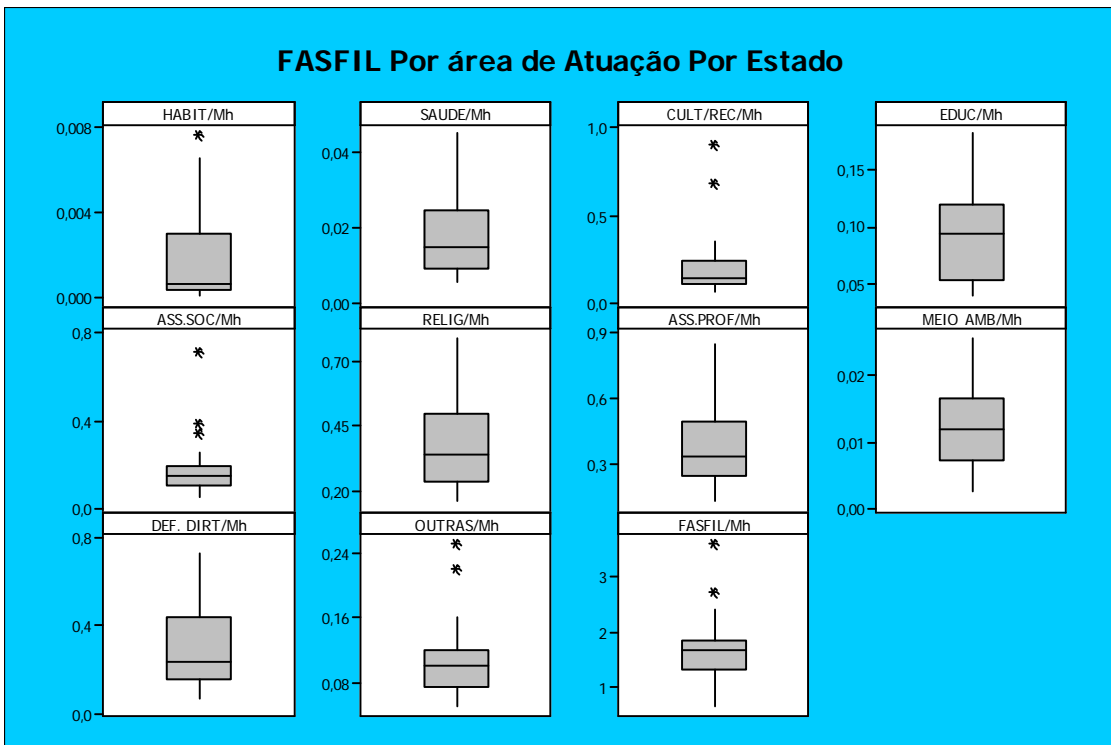 FASFIL Por área de Atuação Por Estado
HABIT/Mh
0,008
0,004
0,000
SAUDE/Mh
0,04
0,02
0,00
CULT/REC/Mh
1,0
0,5
0,0
EDUC/Mh
0,15
0,10
0,05
ASS.SOC/Mh
0,8
0,4
0,0
RELIG/Mh
0,70
0,45
0,20
ASS.PROF/Mh
0,9
0,6
0,3
MEIO AMB/Mh
0,02
0,01
0,00
DEF. DIRT/Mh
0,8
0,4
0,0
OUTRAS/Mh
0,24
0,16
0,08
FASFIL/Mh
3
2
1